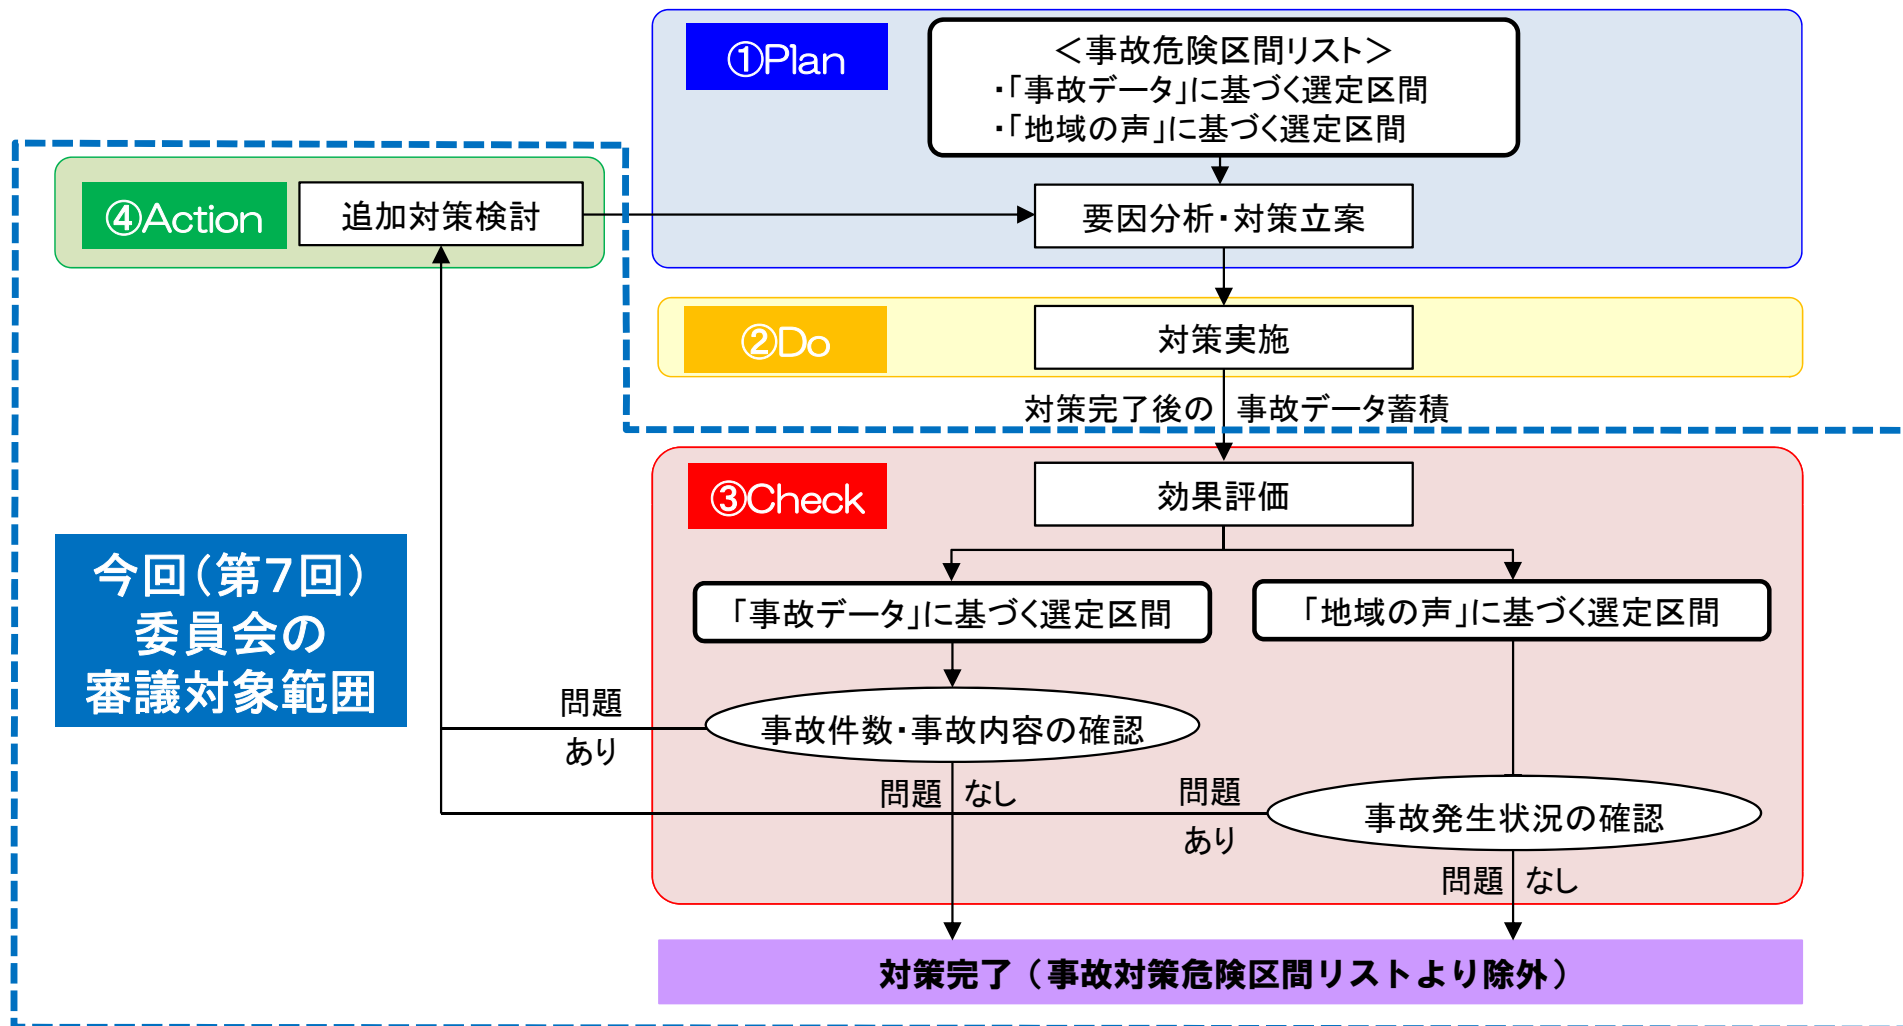 ①Plan
＜事故危険区間リスト＞
・「事故データ」に基づく選定区間
・「地域の声」に基づく選定区間
④Action
追加対策検討
要因分析・対策立案
②Do
対策実施
対策完了後の 事故データ蓄積
③Check
効果評価
今回（第７回）
委員会の
審議対象範囲
「事故データ」に基づく選定区間
「地域の声」に基づく選定区間
問題
あり
事故件数・事故内容の確認
問題 なし
問題
あり
事故発生状況の確認
問題 なし
対策完了（事故対策危険区間リストより除外）